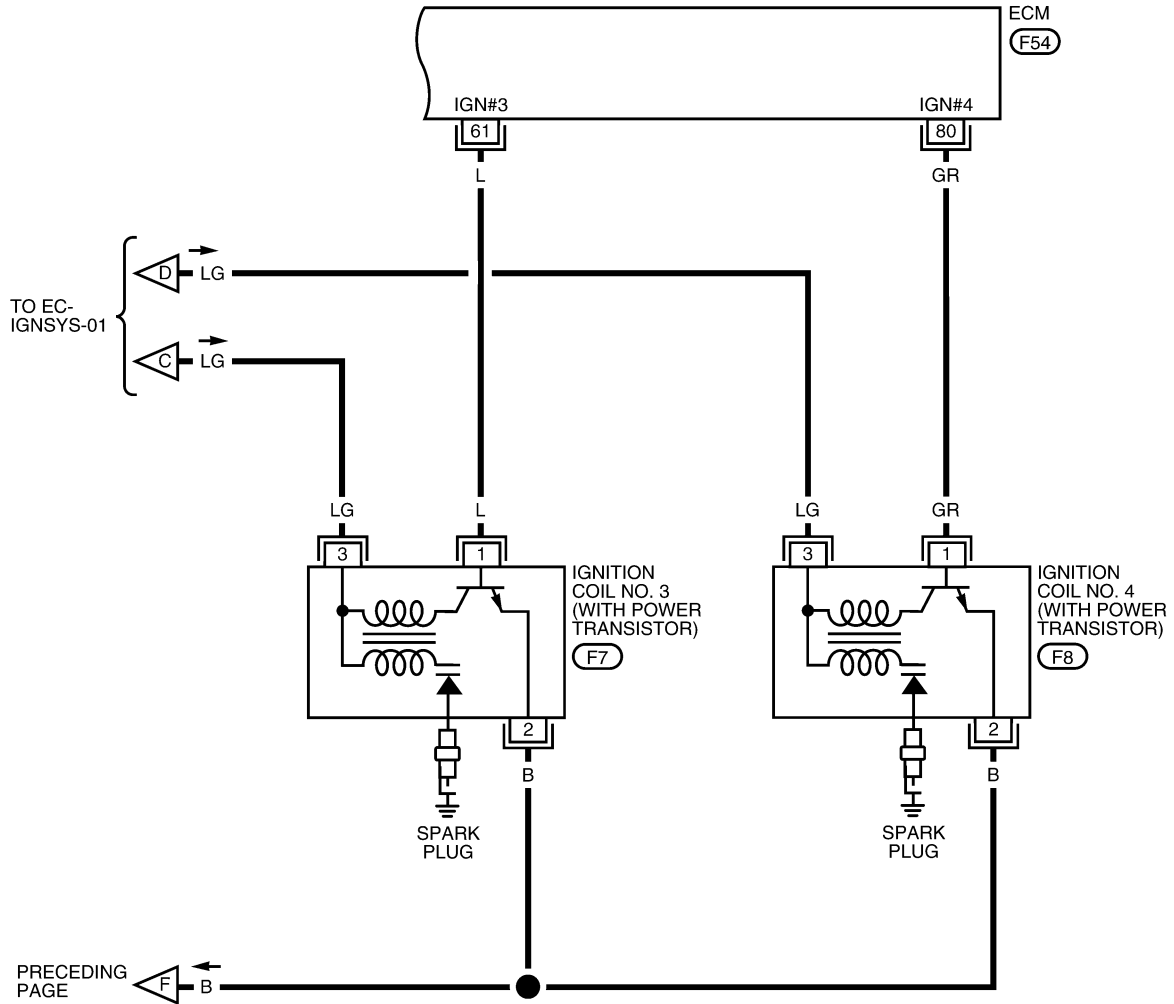 ECM
F54
IGN#3
IGN#4
61
80
L
GR
D
LG
TO EC-
IGNSYS-01
C
LG
LG
L
LG
GR
3
1
3
1
IGNITION
COIL NO. 3
(WITH POWER
TRANSISTOR)
F7
IGNITION
COIL NO. 4
(WITH POWER
TRANSISTOR)
F8
2
2
B
B
SPARK
PLUG
SPARK
PLUG
PRECEDING
PAGE
F
B